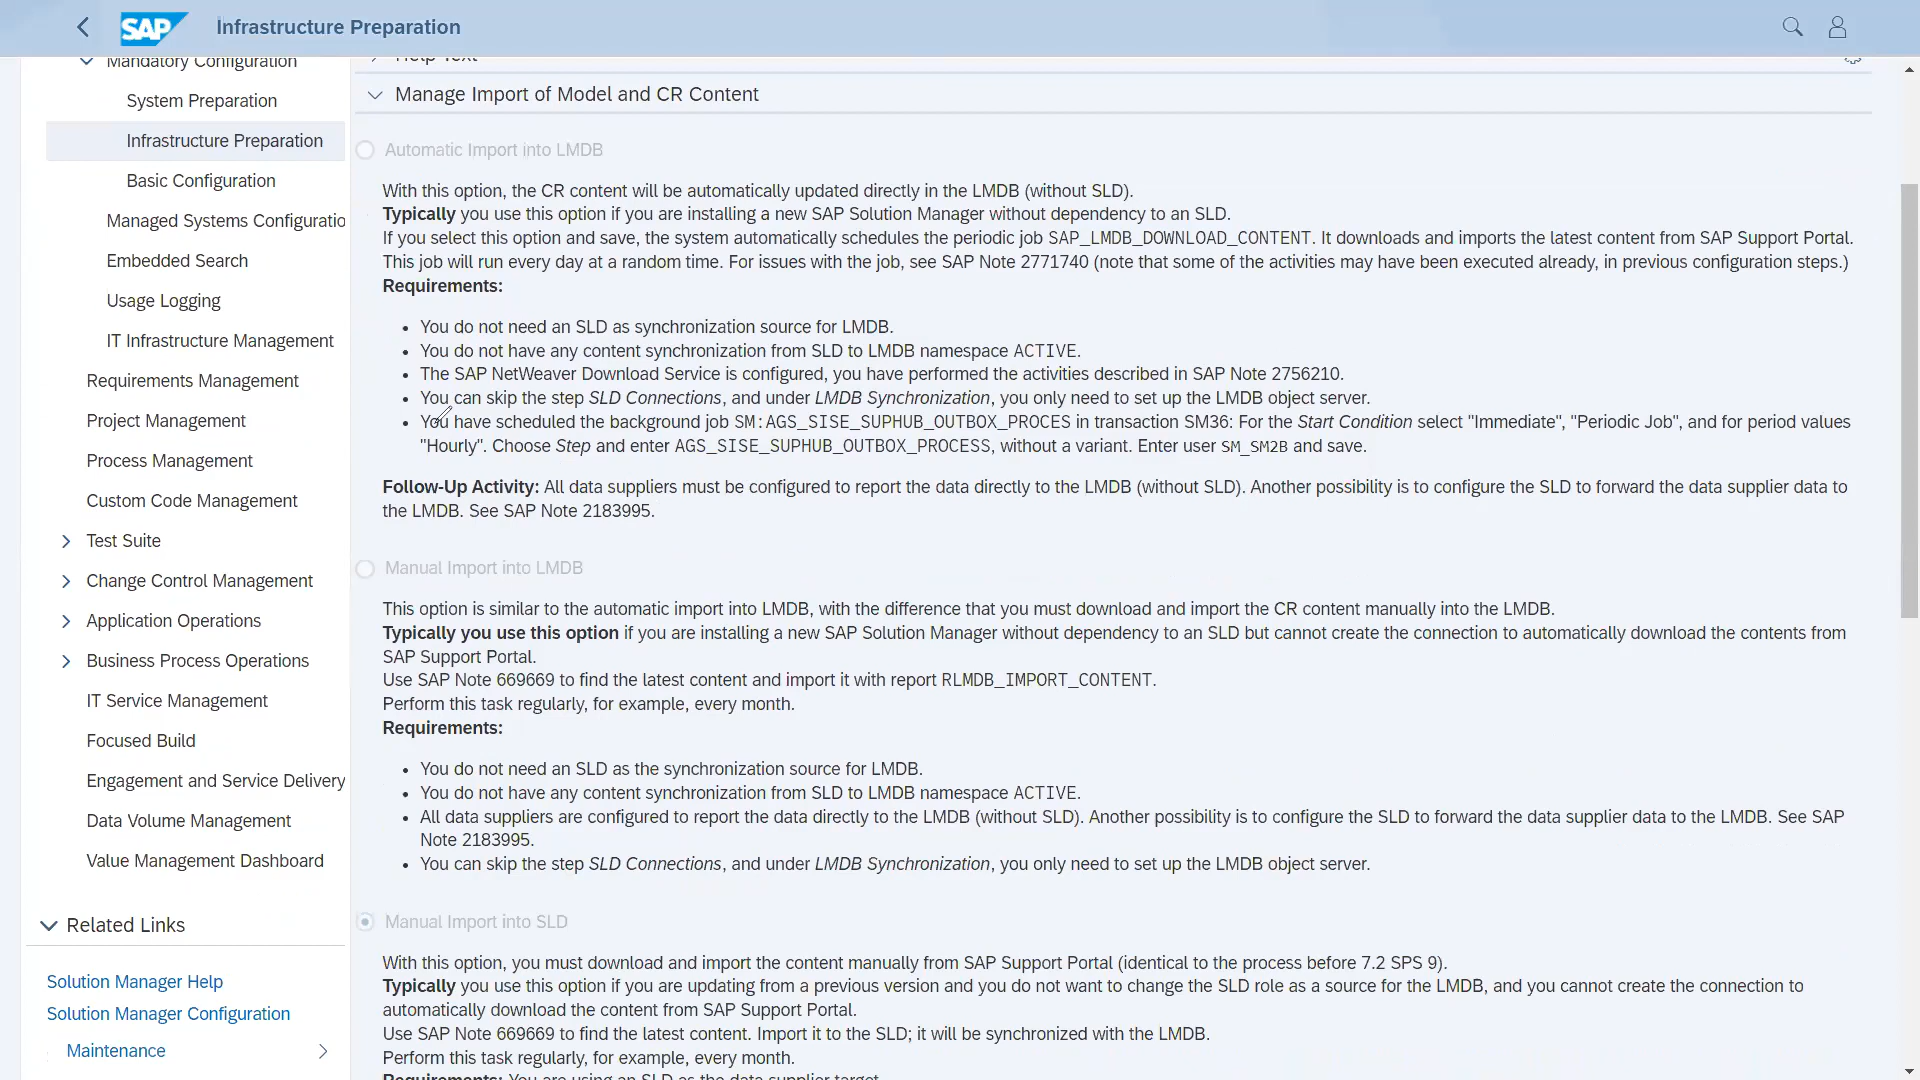 SAP Infrastructure Preparation
Mandatory Configuration
System Preparation
Infrastructure Preparation
Basic Configuration
Managed Systems Configuratio
Embedded Search
Usage Logging
IT Infrastructure Management
Requirements Management
Project Management
Process Management
Custom Code Management
Test Suite
Change Control Management
Application Operations
Business Process Operations
IT Service Management
Focused Build
Engagement and Service Delivery
Data Volume Management
Value Management Dashboard
Related Links
Solution Manager Help
Solution Manager Configuration
Maintenance
Help Text
Manage Import of Model and CR Content
Automatic Import into LMDB
With this option, the CR content will be automatically updated directly in the LMDB (without SLD).
Typically you use this option if you are installing a new SAP Solution Manager without dependency to an SLD.
If you select this option and save, the system automatically schedules the periodic job SAP_LMDB_DOWNLOAD_CONTENT. It downloads and imports the latest content from SAP Support Portal.
This job will run every day at a random time. For issues with the job, see SAP Note 2771740 (note that some of the activities may have been executed already, in previous configuration steps.)
Requirements:
• You do not need an SLD as synchronization source for LMDB.
• You do not have any content synchronization from SLD to LMDB namespace ACTIVE.
• The SAP NetWeaver Download Service is configured, you have performed the activities described in SAP Note 2756210.
• You can skip the step SLD Connections, and under LMDB Synchronization, you only need to set up the LMDB object server.
• You have scheduled the background job SM:AGS_SISE_SUPHUB_OUTBOX_PROCES in transaction SM36: For the Start Condition select "Immediate", "Periodic Job", and for period values
"Hourly". Choose Step and enter AGS_SISE_SUPHUB_OUTBOX_PROCESS, without a variant. Enter user SM_SM2B and save.
Follow-Up Activity: All data suppliers must be configured to report the data directly to the LMDB (without SLD). Another possibility is to configure the SLD to forward the data supplier data to
the LMDB. See SAP Note 2183995.
Manual Import into LMDB
This option is similar to the automatic import into LMDB, with the difference that you must download and import the CR content manually into the LMDB.
Typically you use this option if you are installing a new SAP Solution Manager without dependency to an SLD but cannot create the connection to automatically download the contents from
SAP Support Portal.
Use SAP Note 669669 to find the latest content and import it with report RLMDB_IMPORT_CONTENT.
Perform this task regularly, for example, every month.
Requirements:
• You do not need an SLD as the synchronization source for LMDB.
• You do not have any content synchronization from SLD to LMDB namespace ACTIVE.
• All data suppliers are configured to report the data directly to the LMDB (without SLD). Another possibility is to configure the SLD to forward the data supplier data to the LMDB. See SAP
Note 2183995.
• You can skip the step SLD Connections, and under LMDB Synchronization, you only need to set up the LMDB object server.
Manual Import into SLD
With this option, you must download and import the content manually from SAP Support Portal (identical to the process before 7.2 SPS 9).
Typically you use this option if you are updating from a previous version and you do not want to change the SLD role as a source for the LMDB, and you cannot create the connection to
automatically download the content from SAP Support Portal.
Use SAP Note 669669 to find the latest content. Import it to the SLD; it will be synchronized with the LMDB.
Perform this task regularly, for example, every month.
Requirements: You are using an SLD as the data supplier target